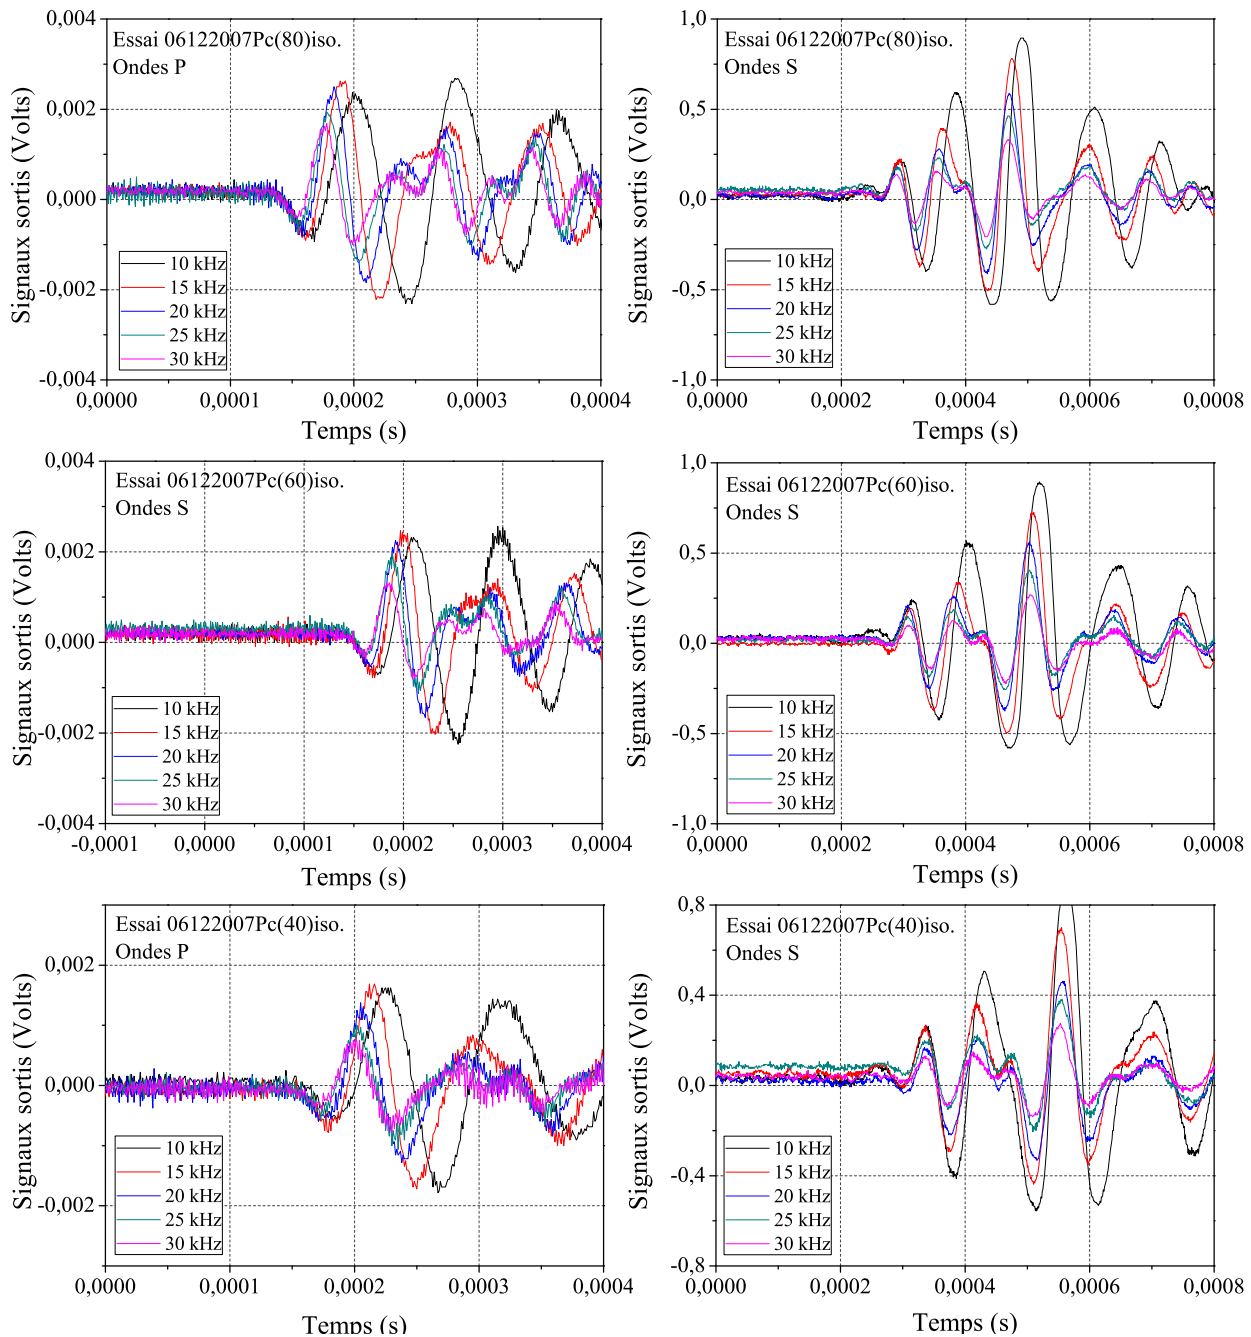 Essai 06122007Pc(80)iso.
Ondes P
Signaux sortis (Volts)
0,004
0,002
0,000
-0,002
-0,004
10 kHz
15 kHz
20 kHz
25 kHz
30 kHz
0,0000 0,0001 0,0002 0,0003 0,0004
Temps (s)
Essai 06122007Pc(80)iso.
Ondes S
Signaux sortis (Volts)
1,0
0,5
0,0
-0,5
-1,0
10 kHz
15 kHz
20 kHz
25 kHz
30 kHz
0,0000 0,0002 0,0004 0,0006 0,0008
Temps (s)
Essai 06122007Pc(60)iso.
Ondes S
Signaux sortis (Volts)
0,004
0,002
0,000
-0,002
-0,004
10 kHz
15 kHz
20 kHz
25 kHz
30 kHz
-0,0001 0,0000 0,0001 0,0002 0,0003 0,0004
Temps (s)
Essai 06122007Pc(60)iso.
Ondes S
Signaux sortis (Volts)
1,0
0,5
0,0
-0,5
-1,0
10 kHz
15 kHz
20 kHz
25 kHz
30 kHz
0,0000 0,0002 0,0004 0,0006 0,0008
Temps (s)
Essai 06122007Pc(40)iso.
Ondes P
Signaux sortis (Volts)
0,002
0,000
-0,002
10 kHz
15 kHz
20 kHz
25 kHz
30 kHz
0,0000 0,0001 0,0002 0,0003 0,0004
Temps (s)
Essai 06122007Pc(40)iso.
Ondes S
Signaux sortis (Volts)
0,8
0,4
0,0
-0,4
-0,8
10 kHz
15 kHz
20 kHz
25 kHz
30 kHz
0,0000 0,0002 0,0004 0,0006 0,0008
Temps (s)